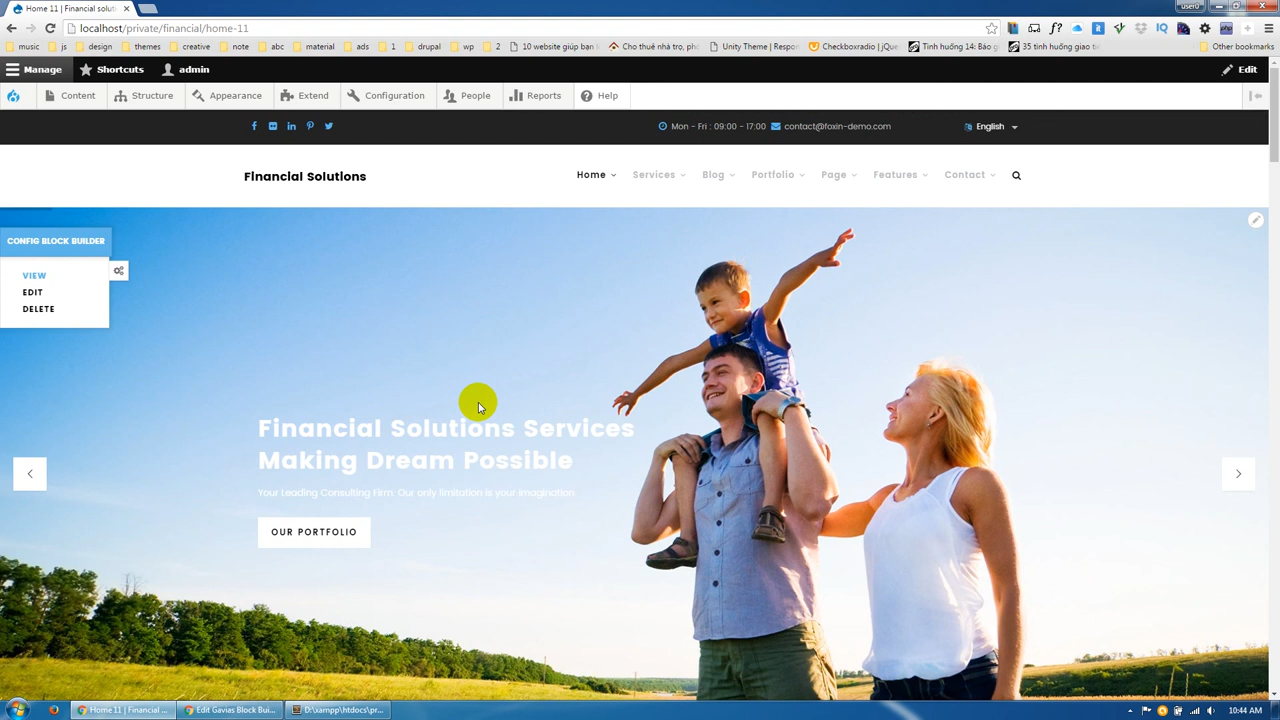 Home 11 | Financial soluti
user0
localhost/private/financial/home-11
music
js
design
themes
creative
note
abc
material
ads
1
drupal
wp
2
10 website giúp bạn
Cho thuê nhà trọ, ph
Unity Theme | Respon
Checkboxradio | jQue
Tình huống 14: Báo g
35 tình huống giao ti
Other bookmarks
Manage
Shortcuts
admin
Edit
Content
Structure
Appearance
Extend
Configuration
People
Reports
Help
Mon - Fri : 09:00 - 17:00
contact@foxin-demo.com
English
Financial Solutions
Home
Services
Blog
Portfolio
Page
Features
Contact
CONFIG BLOCK BUILDER
VIEW
EDIT
DELETE
Financial Solutions Services
Making Dream Possible
Your Leading Consulting Firm. Our only limitation is your imagination
OUR PORTFOLIO
Home 11 | Financial ...
Edit Gavias Block Bui...
D:\xampp\htdocs\pr...
10:44 AM